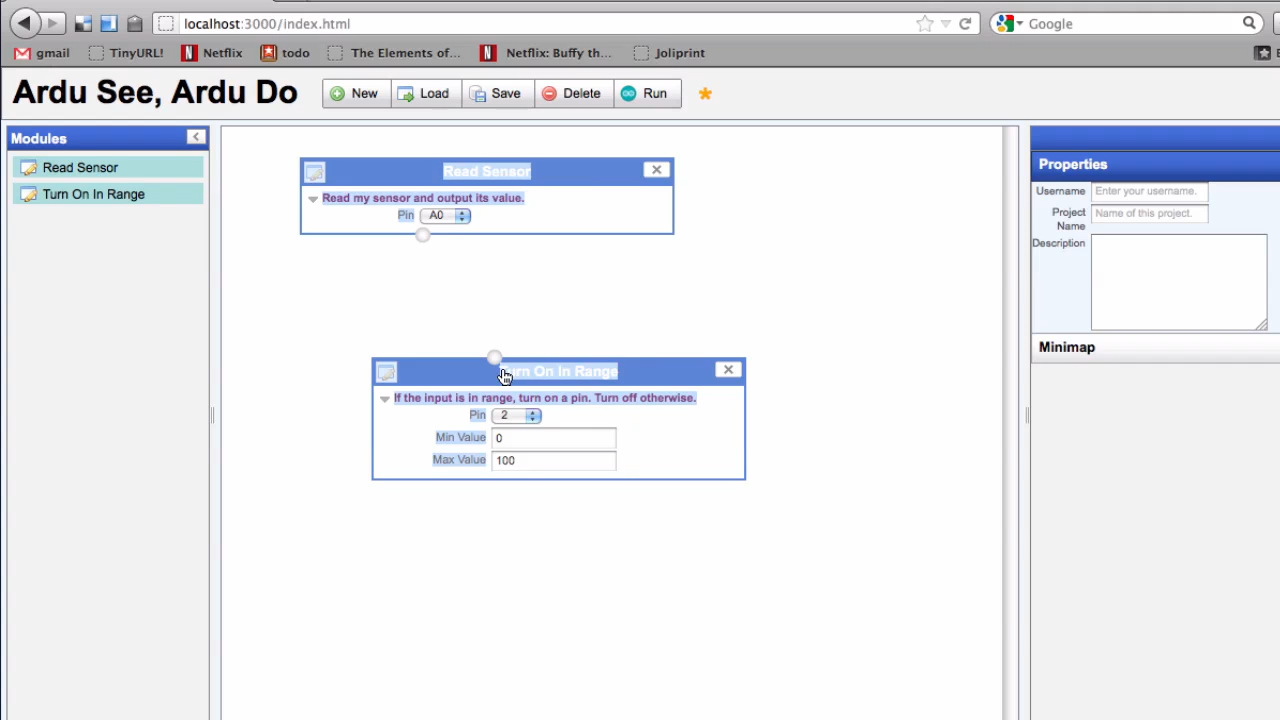 localhost:3000/index.html
Google
gmail TinyURL! Netflix todo The Elements of... Netflix: Buffy th... Joliprint
Ardu See, Ardu Do New Load Save Delete Run
Modules
Read Sensor
Turn On In Range
Read Sensor
Read my sensor and output its value.
Pin A0
Turn On In Range
If the input is in range, turn on a pin. Turn off otherwise.
Pin 2
Min Value 0
Max Value 100
Properties
Username Enter your username.
Project Name Name of this project.
Description
Minimap